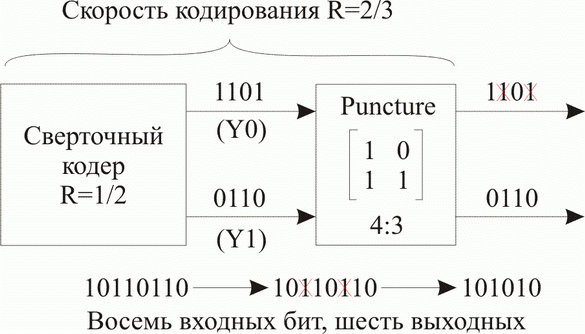 Скорость кодирования R=2/3
1101 1101
Сверточный
кодер
R=1/2
(Y0)
Puncture
1 0
1 1
4:3
0110 0110
(Y1)
10110110 10110110 101010
Восемь входных бит, шесть выходных